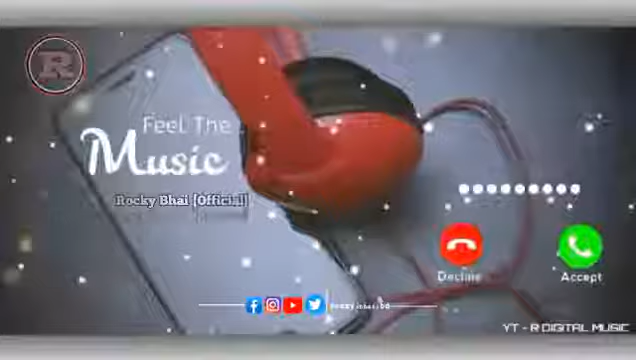 R
Feel The
Music
Rocky Bhai [Official]
Decline
Accept
YT - R DIGITAL MUSIC